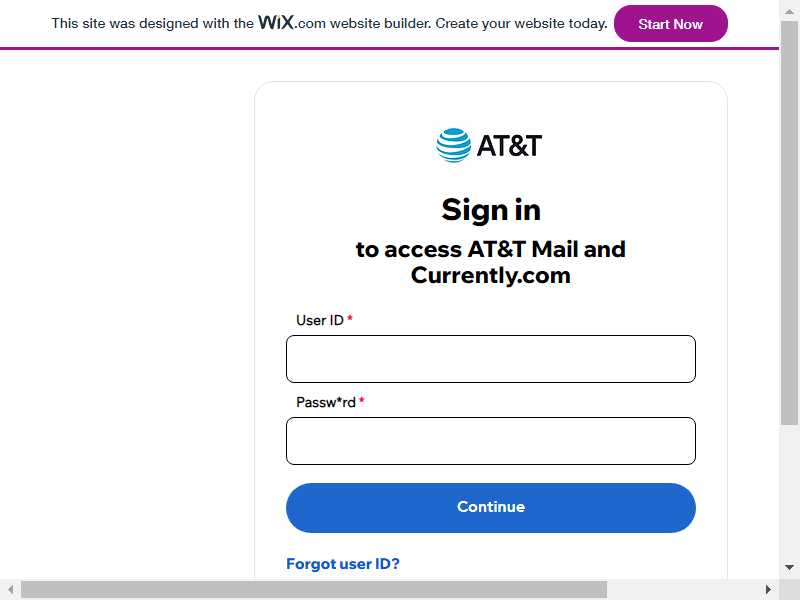 This site was designed with the WiX.com website builder. Create your website today. Start Now
AT&T
Sign in
to access AT&T Mail and
Currently.com
User ID *
Passw*rd *
Continue
Forgot user ID?